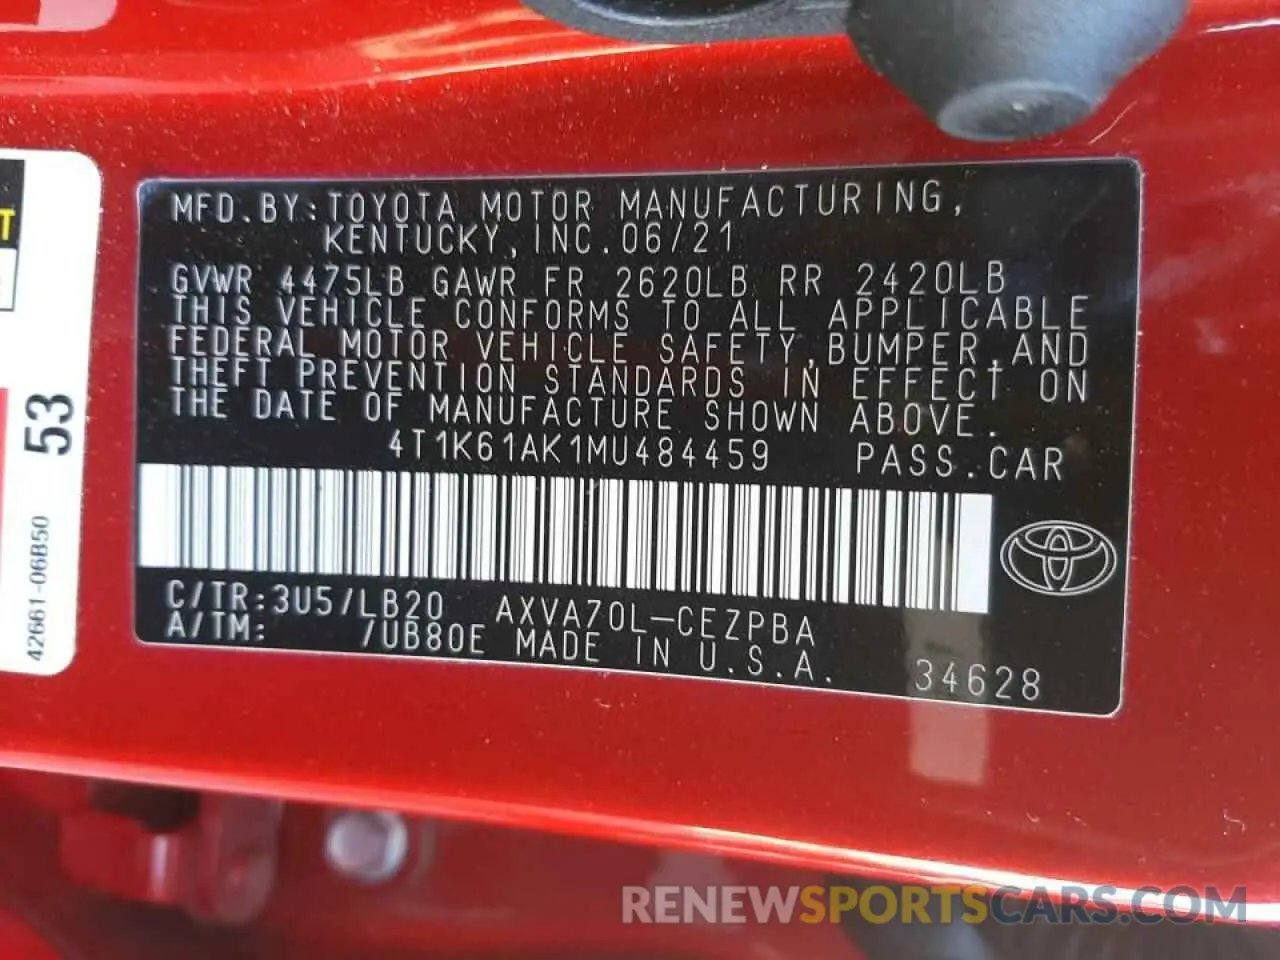 MFD.BY:TOYOTA MOTOR MANUFACTURING,
KENTUCKY,INC.06/21
GVWR 4475LB GAWR FR 2620LB RR 2420LB
THIS VEHICLE CONFORMS TO ALL APPLICABLE
FEDERAL MOTOR VEHICLE SAFETY,BUMPER,AND
THEFT PREVENTION STANDARDS IN EFFECT ON
THE DATE OF MANUFACTURE SHOWN ABOVE.
4T1K61AK1MU484459 PASS.CAR
C/TR:3U5/LB20 AXVA70L-CEZPBA
A/TM: /UB80E MADE IN U.S.A.
34628
53
42661-06B50
RENEWSPORTSCARS.COM